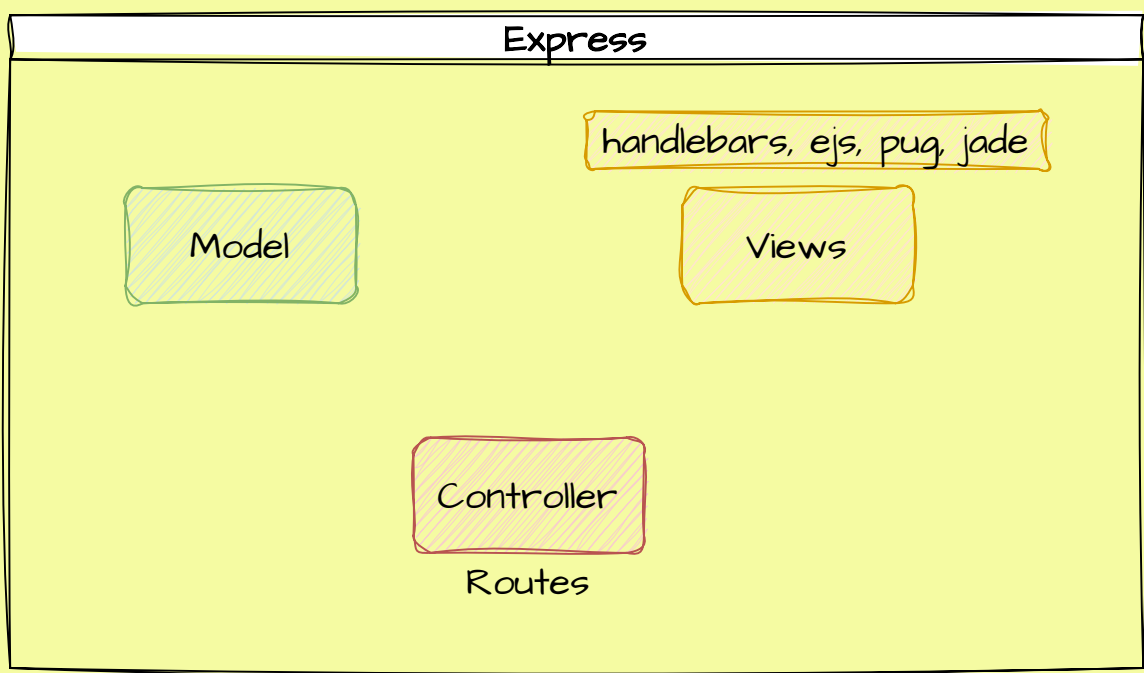 Express
handlebars, ejs, pug, jade
Model
Views
Controller
Routes